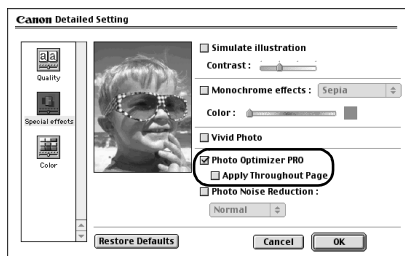 Canon Detailed Setting
aa
Quality
Special effects
Color
Simulate illustration
Contrast :
Monochrome effects : Sepia
Color :
Vivid Photo
Photo Optimizer PRO
Apply Throughout Page
Photo Noise Reduction :
Normal
Restore Defaults Cancel OK